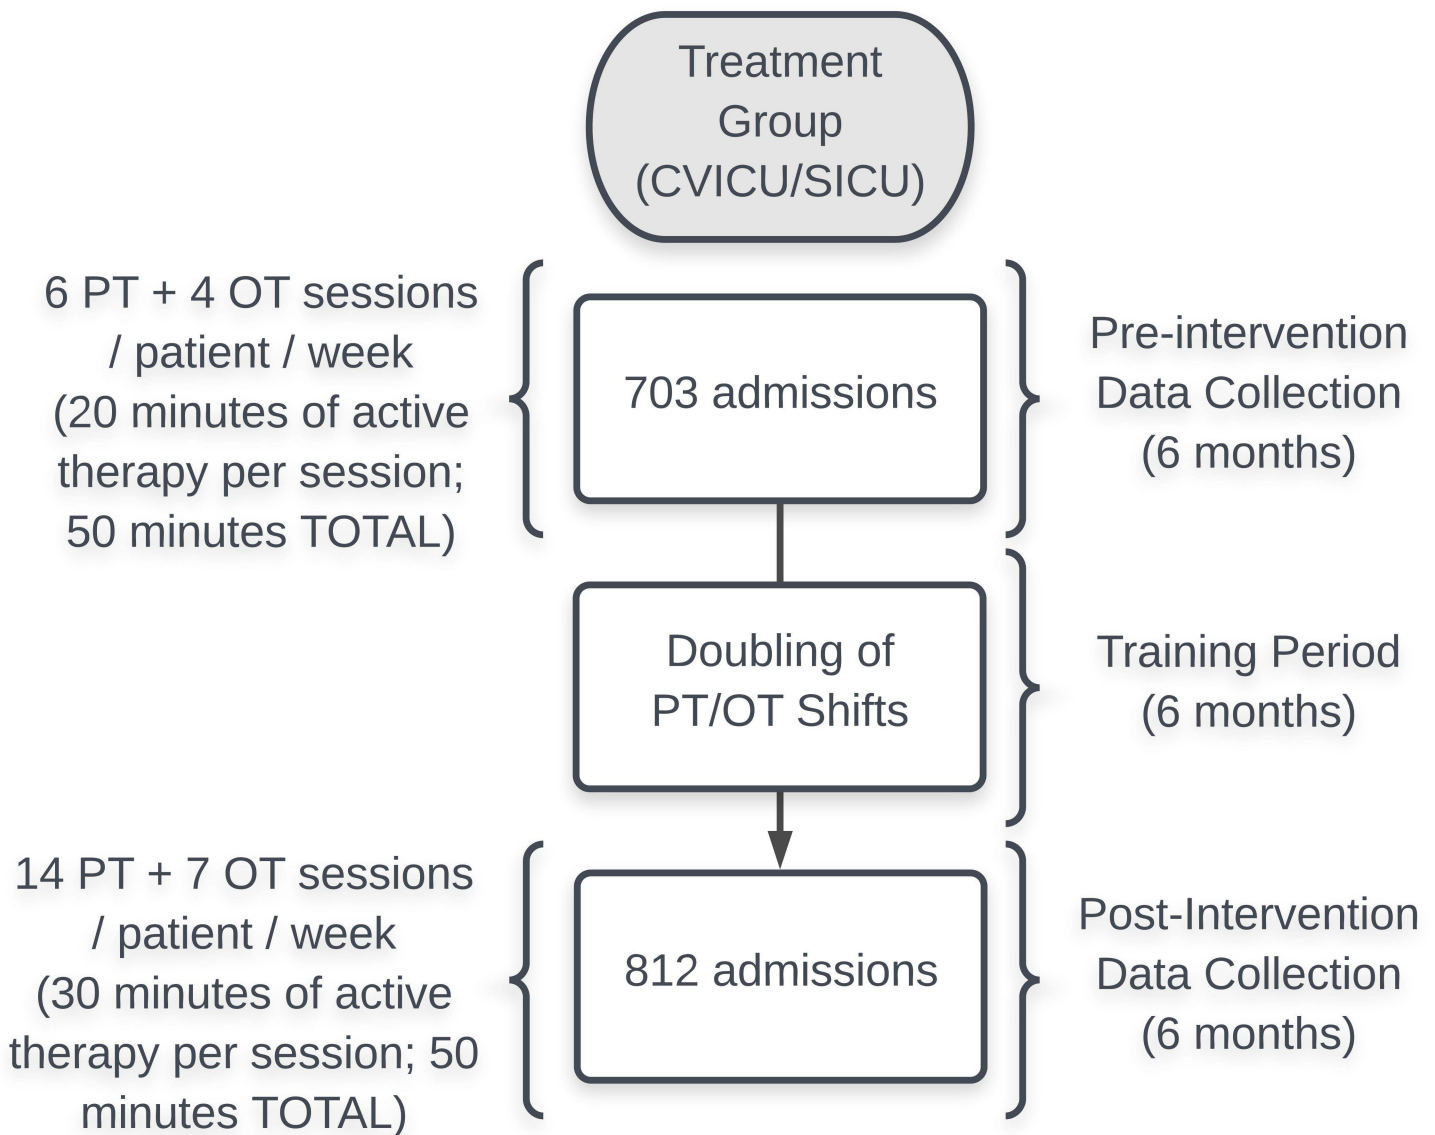 Treatment
Group
(CVICU/SICU)
6 PT + 4 OT sessions
/ patient / week
(20 minutes of active
therapy per session;
50 minutes TOTAL)
703 admissions
Pre-intervention
Data Collection
(6 months)
Doubling of
PT/OT Shifts
Training Period
(6 months)
14 PT + 7 OT sessions
/ patient / week
(30 minutes of active
therapy per session; 50
minutes TOTAL)
812 admissions
Post-Intervention
Data Collection
(6 months)